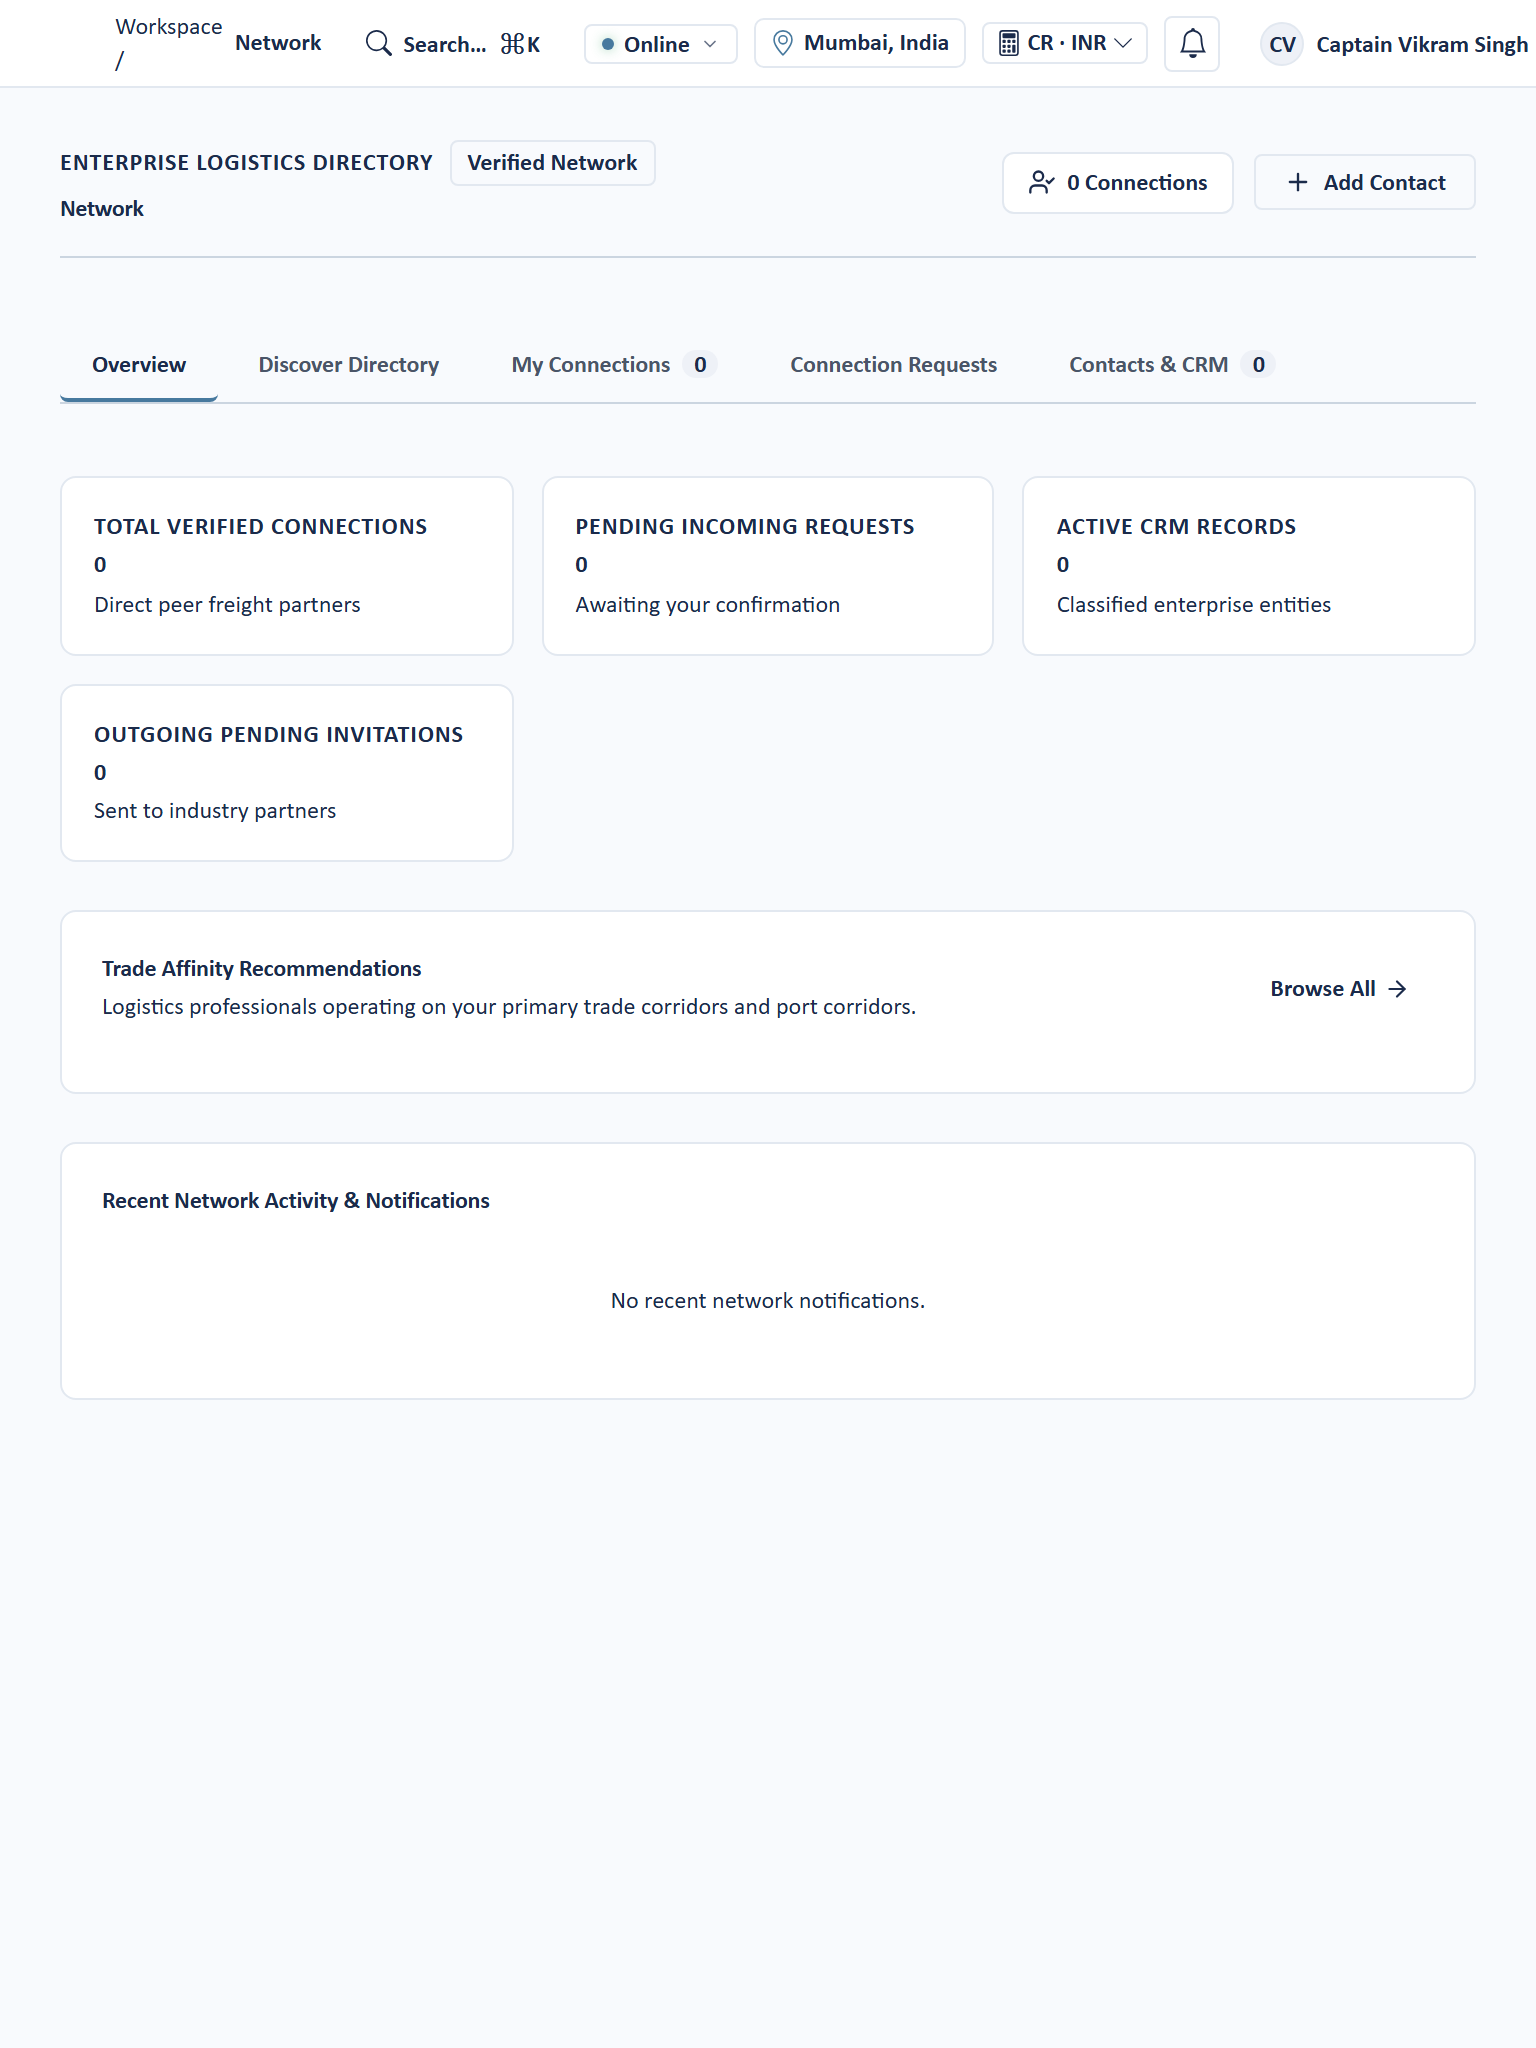 Workspace
/
Network
Search... ⌘K
Online
Mumbai, India
CR · INR
CV
Captain Vikram Singh
ENTERPRISE LOGISTICS DIRECTORY
Verified Network
Network
0 Connections
+ Add Contact
Overview
Discover Directory
My Connections 0
Connection Requests
Contacts & CRM 0
TOTAL VERIFIED CONNECTIONS
0
Direct peer freight partners
PENDING INCOMING REQUESTS
0
Awaiting your confirmation
ACTIVE CRM RECORDS
0
Classified enterprise entities
OUTGOING PENDING INVITATIONS
0
Sent to industry partners
Trade Affinity Recommendations
Logistics professionals operating on your primary trade corridors and port corridors.
Browse All →
Recent Network Activity & Notifications
No recent network notifications.